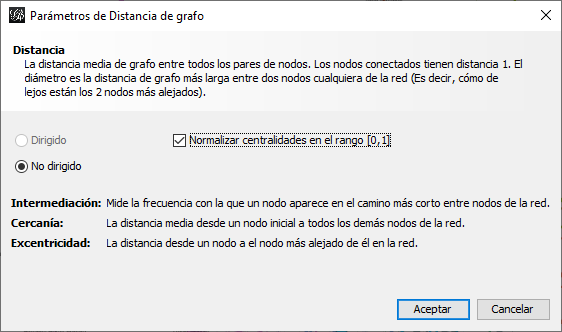 Parámetros de Distancia de grafo
Distancia
La distancia media de grafo entre todos los pares de nodos. Los nodos conectados tienen distancia 1. El
diámetro es la distancia de grafo más larga entre dos nodos cualquiera de la red (Es decir, cómo de
lejos están los 2 nodos más alejados).
Dirigido
Normalizar centralidades en el rango [0,1]
No dirigido
Intermediación: Mide la frecuencia con la que un nodo aparece en el camino más corto entre nodos de la red.
Cercanía: La distancia media desde un nodo inicial a todos los demás nodos de la red.
Excentricidad: La distancia desde un nodo a el nodo más alejado de él en la red.
Aceptar
Cancelar